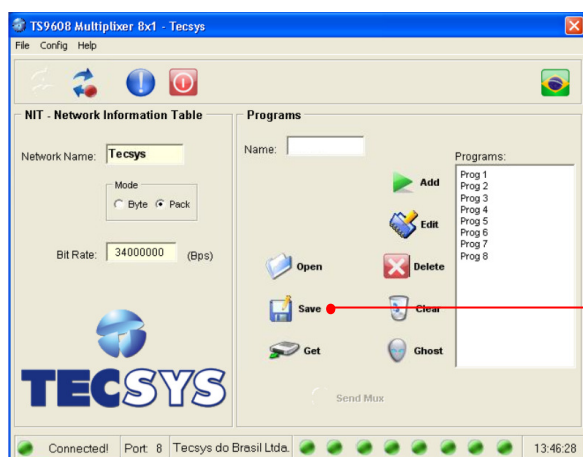 TS9608 Multiplixer 8x1 - Tecsys
File Config Help
NIT - Network Information Table
Network Name: Tecsys
Mode
Byte Pack
Bit Rate: 34000000 (Bps)
TECSYS
Programs
Name:
Programs:
Prog 1
Prog 2
Prog 3
Prog 4
Prog 5
Prog 6
Prog 7
Prog 8
Add
Edit
Open Delete
Save Clear
Get Ghost
Send Mux
Connected! Port: 8 Tecsys do Brasil Ltda. 13:46:28